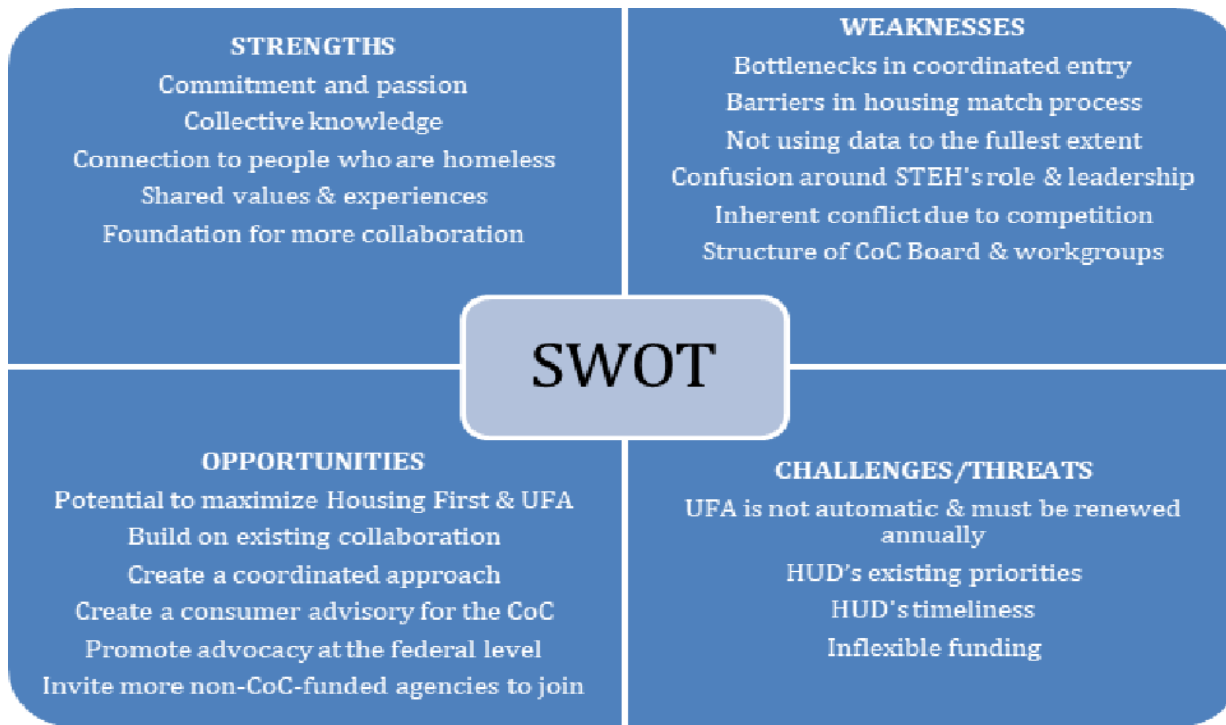 STRENGTHS
Commitment and passion
Collective knowledge
Connection to people who are homeless
Shared values & experiences
Foundation for more collaboration
WEAKNESSES
Bottlenecks in coordinated entry
Barriers in housing match process
Not using data to the fullest extent
Confusion around STEH's role & leadership
Inherent conflict due to competition
Structure of CoC Board & workgroups
SWOT
OPPORTUNITIES
Potential to maximize Housing First & UFA
Build on existing collaboration
Create a coordinated approach
Create a consumer advisory for the CoC
Promote advocacy at the federal level
Invite more non-CoC-funded agencies to join
CHALLENGES/THREATS
UFA is not automatic & must be renewed
annually
HUD's existing priorities
HUD's timeliness
Inflexible funding